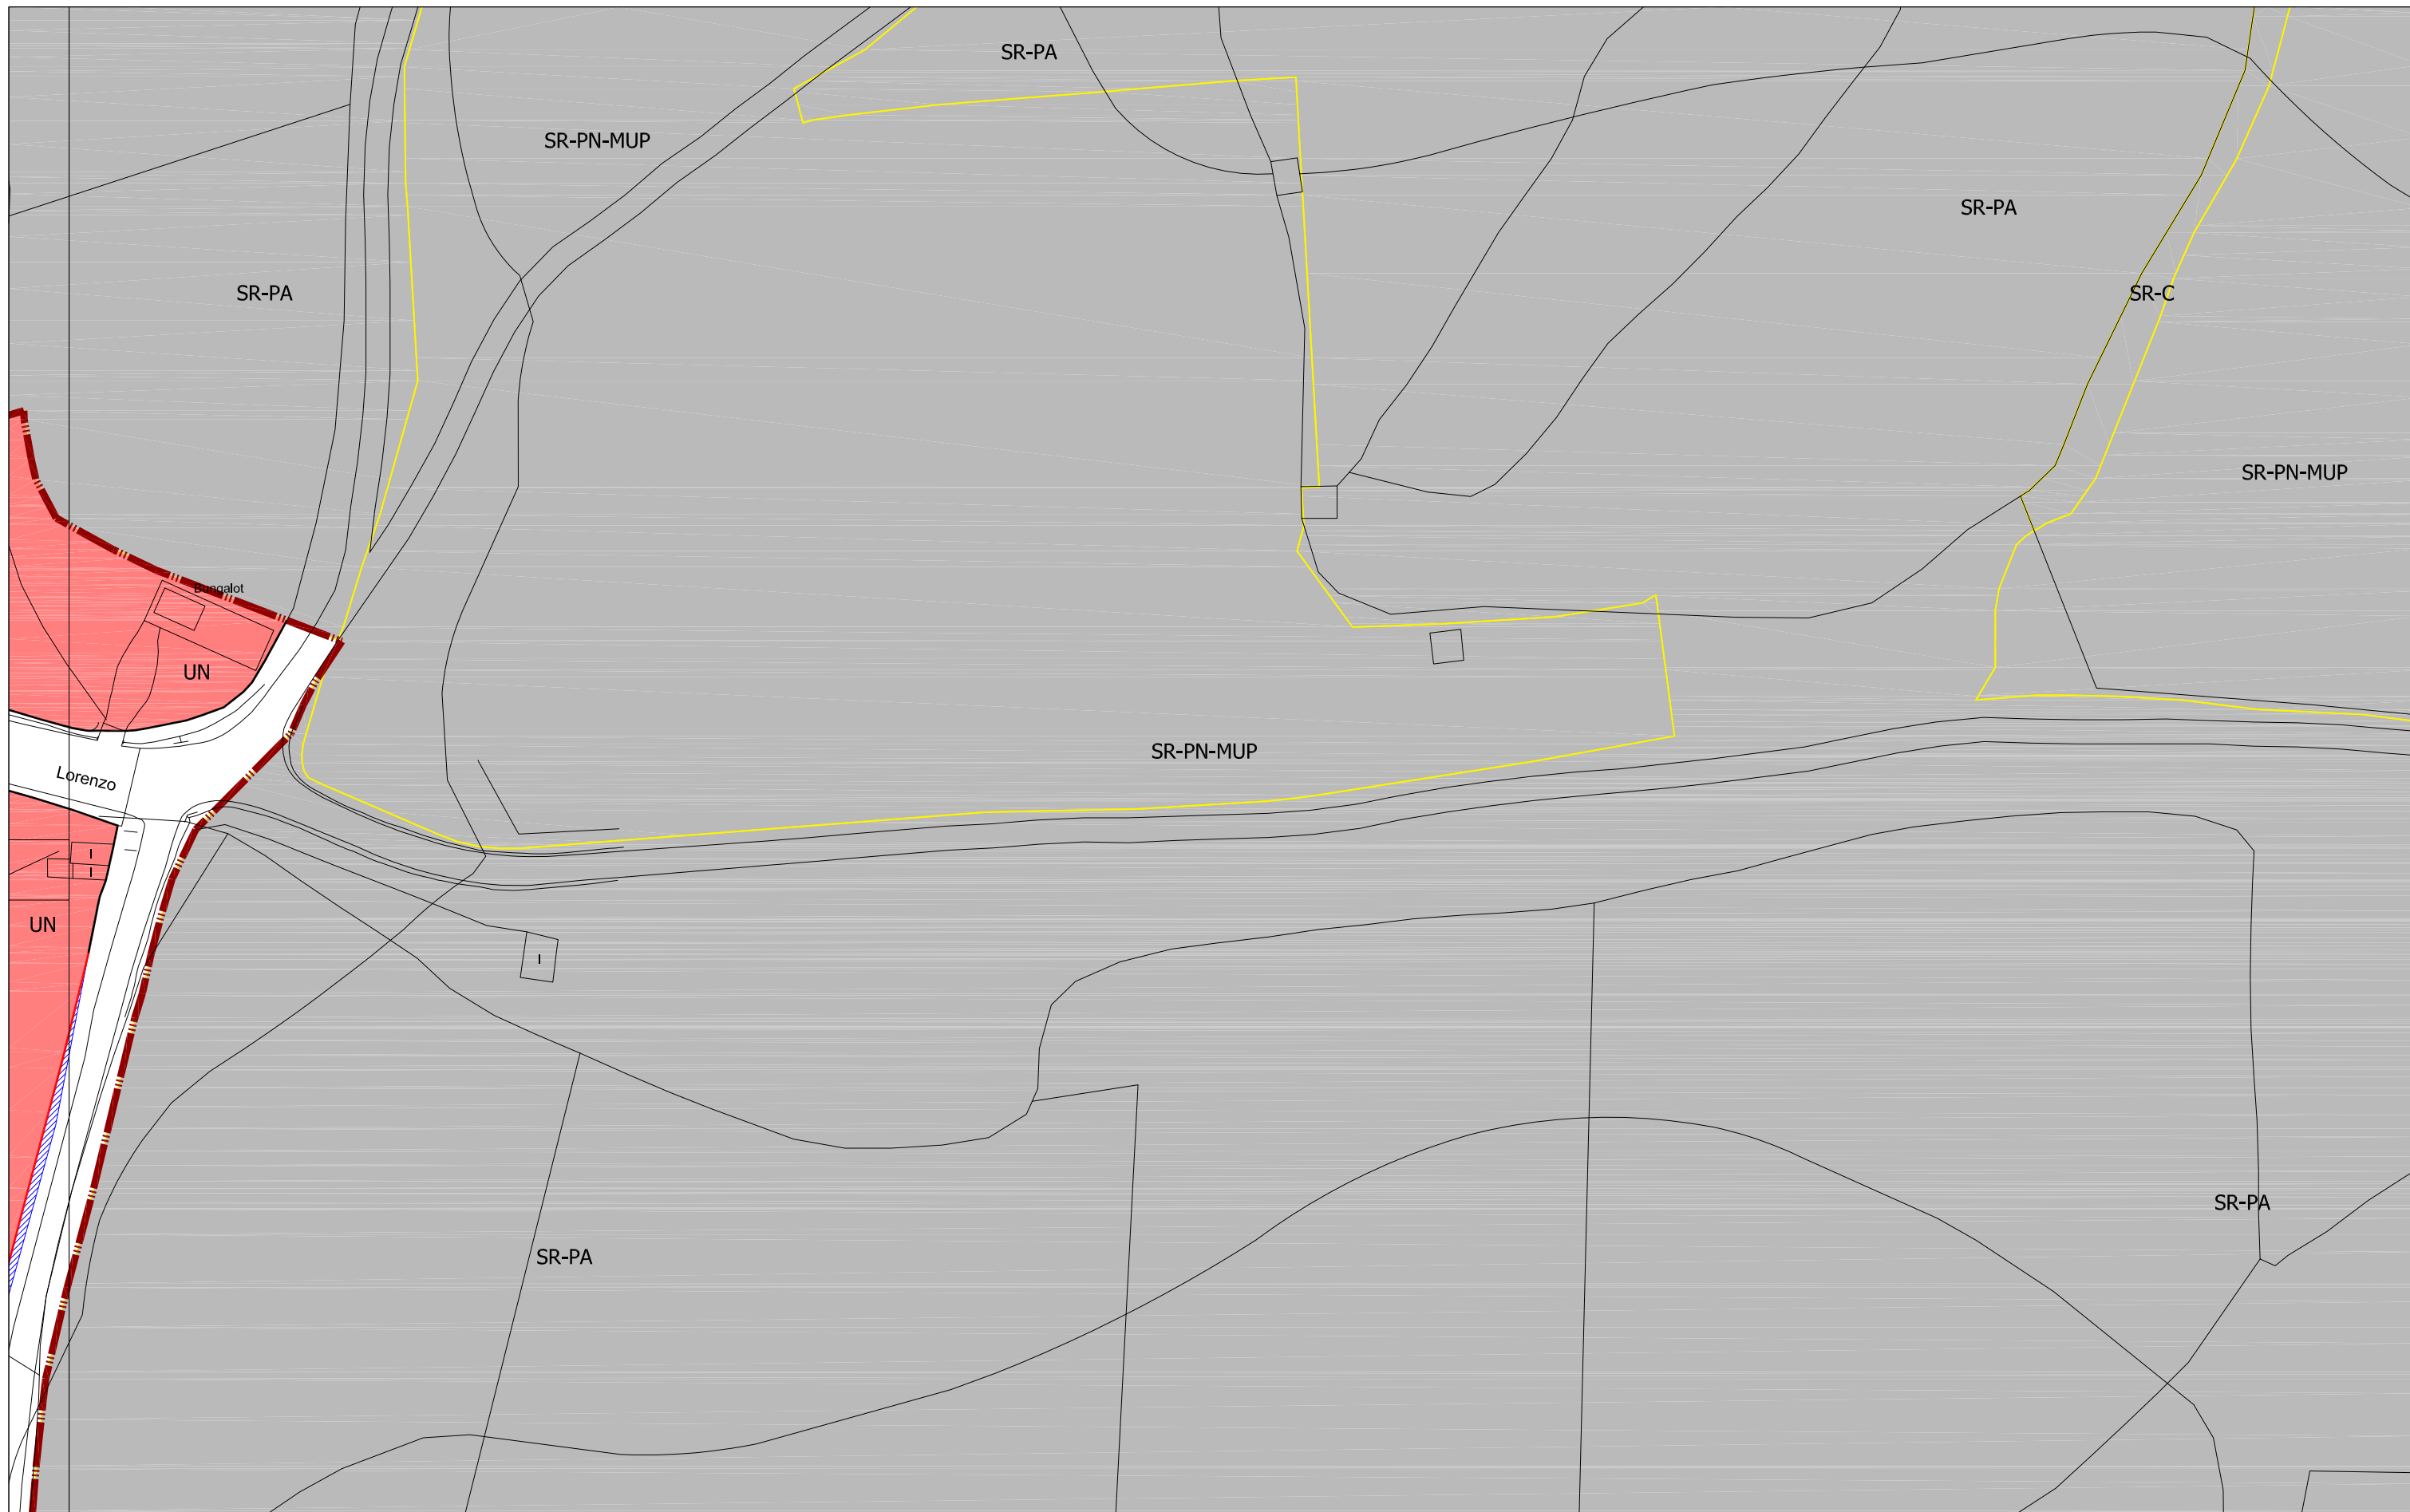 SR-PA
SR-PN-MUP
SR-PA
SR-PA
SR-C
SR-PN-MUP
Bungalot
UN
SR-PN-MUP
Lorenzo
I
I
UN
I
SR-PA
SR-PA